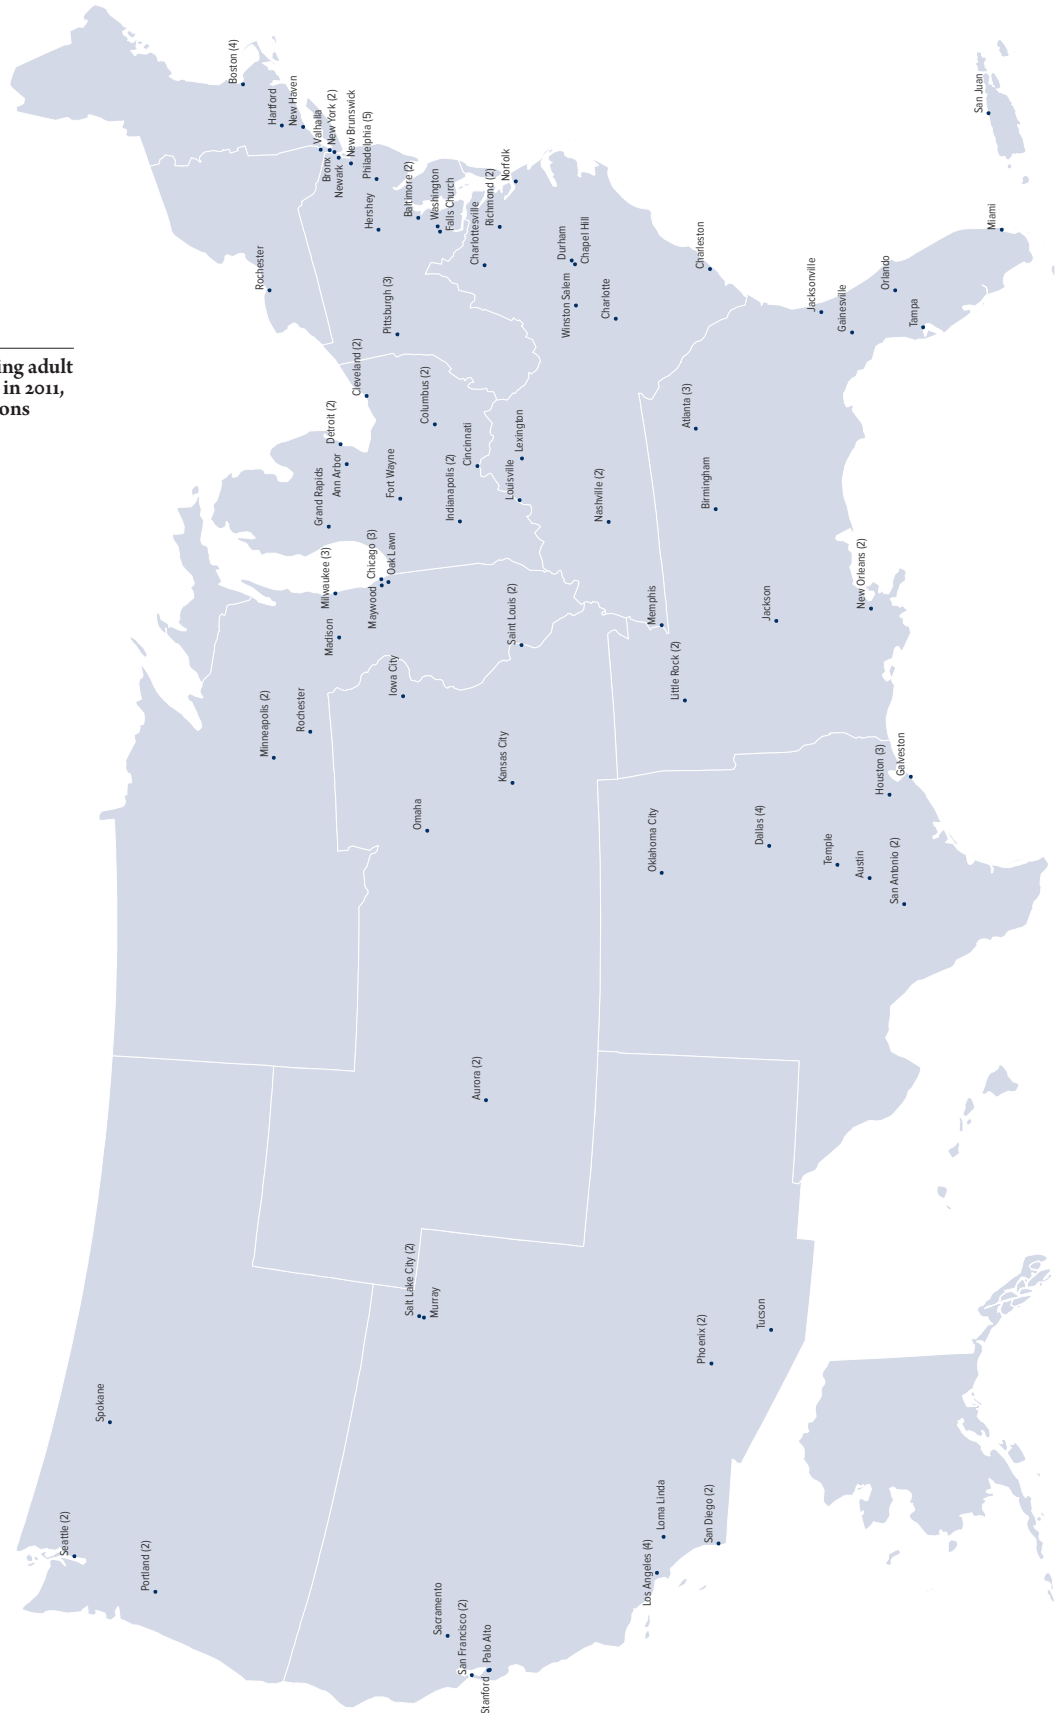 ing adult
in 2011,
ons
Seattle (2)
Spokane
Portland (2)
Sacramento
San Francisco (2)
Stanford
Palo Alto
Los Angeles (4)
Loma Linda
San Diego (2)
Salt Lake City (2)
Murray
Phoenix (2)
Tucson
Aurora (2)
Minneapolis (2)
Rochester
Omaha
Iowa City
Kansas City
Saint Louis (2)
Oklahoma City
Dallas (4)
Temple
Austin
San Antonio (2)
Houston (3)
Galveston
Little Rock (2)
Memphis
Jackson
New Orleans (2)
Madison
Milwaukee (3)
Maywood
Chicago (3)
Oak Lawn
Grand Rapids
Ann Arbor
Detroit (2)
Fort Wayne
Indianapolis (2)
Cleveland (2)
Columbus (2)
Cincinnati
Louisville
Lexington
Nashville (2)
Birmingham
Atlanta (3)
Rochester
Pittsburgh (3)
Hershey
Philadelphia (5)
Boston (4)
Hartford
New Haven
Valhalla
Bronx
New York (2)
Newark
New Brunswick
Baltimore (2)
Washington
Falls Church
Charlottesville
Richmond (2)
Norfolk
Winston Salem
Durham
Chapel Hill
Charlotte
Charleston
Jacksonville
Gainesville
Orlando
Tampa
Miami
San Juan